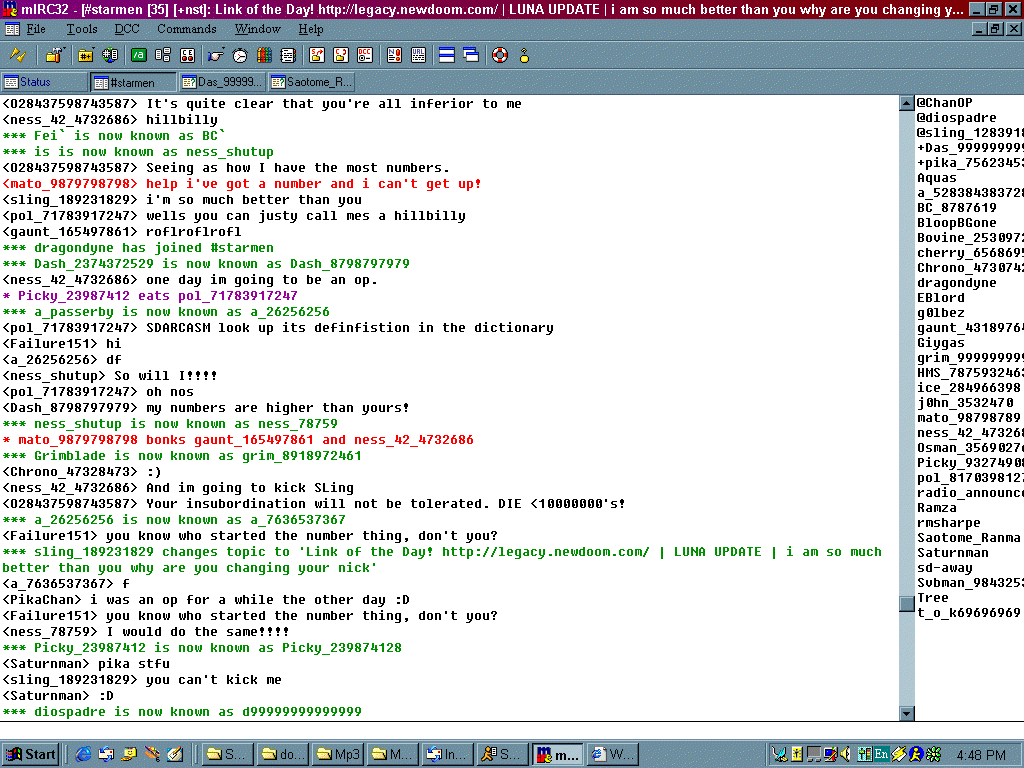 mIRC32 - [#starmen [35] [+nst]: Link of the Day! http://legacy.newdoom.com/ | LUNA UPDATE | i am so much better than you why are you changing y...
File Tools DCC Commands Window Help
Status #starmen Das_99999... Saotome_R...
<O284375987435​87> It's quite clear that you're all inferior to me
<ness_42_4732686> hillbilly
*** Fei` is now known as BC`
*** is is now known as ness_shutup
<O28437598743587> Seeing as how I have the most numbers.
<mato_9879798798> help i've got a number and i can't get up!
<sling_189231829> i'm so much better than you
<pol_71783917247> wells you can justy call mes a hillbilly
<gaunt_165497861> roflroflrofl
*** dragondyne has joined #starmen
*** Dash_2374372529 is now known as Dash_8798797979
<ness_42_4732686> one day im going to be an op.
* Picky_23987412 eats pol_71783917247
*** a_passerby is now known as a_26256256
<pol_71783917247> SDARCASM look up its definfistion in the dictionary
<Failure151> hi
<a_26256256> df
<ness_shutup> So will I!!!!
<pol_71783917247> oh nos
<Dash_8798797979> my numbers are higher than yours!
*** ness_shutup is now known as ness_78759
* mato_9879798798 bonks gaunt_165497861 and ness_42_4732686
*** Grimblade is now known as grim_8918972461
<Chrono_47328473> :)
<ness_42_4732686> And im going to kick SLing
<O28437598743587> Your insubordination will not be tolerated. DIE <10000000's!
*** a_26256256 is now known as a_7636537367
<Failure151> you know who started the number thing, don't you?
*** sling_189231829 changes topic to 'Link of the Day! http://legacy.newdoom.com/ | LUNA UPDATE | i am so much
better than you why are you changing your nick'
<a_7636537367> f
<PikaChan> i was an op for a while the other day :D
<Failure151> you know who started the number thing, don't you?
<ness_78759> I would do the same!!!!
*** Picky_23987412 is now known as Picky_239874128
<Saturnman> pika stfu
<sling_189231829> you can't kick me
<Saturnman> :D
*** diospadre is now known as d99999999999999
@ChanOP
@diospadre
@sling_1283918
+Das_999999999
+pika_75623453
Aquas
a_528384383728
BC_8787619
BloopBGone
Bovine_2530972
cherry_6568695
Chrono_4730742
dragondyne
EBlord
g0lbez
gaunt_43189764
Giygas
grim_999999999
HMS_7875932463
ice_284966398
j0hn_3532470
mato_98798789
ness_42_473268
Osman_35690276
Picky_93274908
pol_8170398127
radio_announce
Ramza
rmsharpe
Saotome_Ranma
Saturnman
sd-away
Svbman_9843253
Tree
t_o_k69696969
Start S... do... Mp3 M... In... S... m... W... En 4:48 PM